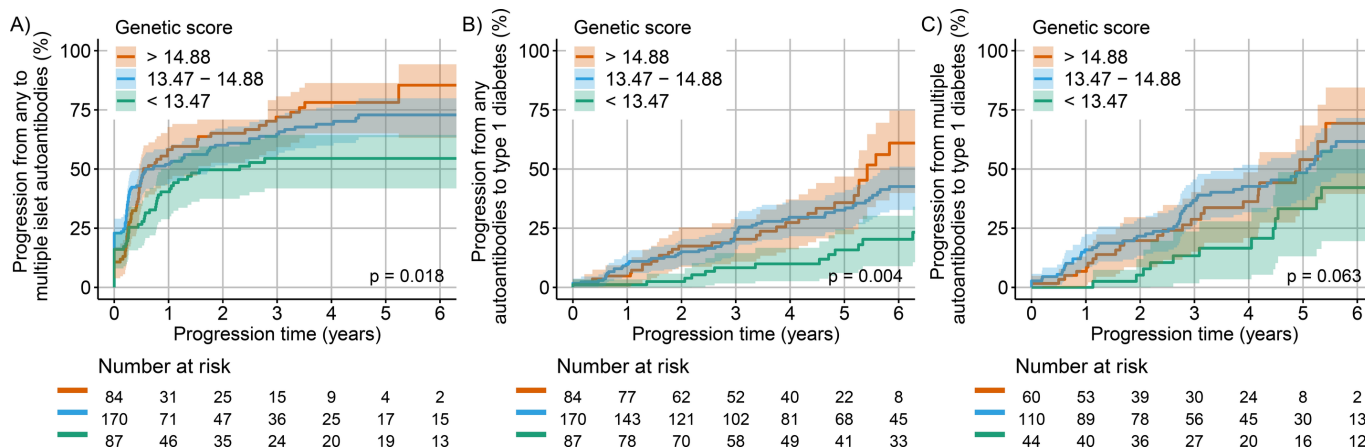 A)
Progression from any to
multiple islet autoantibodies (%)
Genetic score
> 14.88
13.47 − 14.88
< 13.47
100
75
50
25
0
p = 0.018
0 1 2 3 4 5 6
Progression time (years)
Number at risk
84 31 25 15 9 4 2
170 71 47 36 25 17 15
87 46 35 24 20 19 13
B)
Progression from any
autoantibodies to type 1 diabetes (%)
Genetic score
> 14.88
13.47 − 14.88
< 13.47
100
75
50
25
0
p = 0.004
0 1 2 3 4 5 6
Progression time (years)
Number at risk
84 77 62 52 40 22 8
170 143 121 102 81 68 45
87 78 70 58 49 41 33
C)
Progression from multiple
autoantibodies to type 1 diabetes (%)
Genetic score
> 14.88
13.47 − 14.88
< 13.47
100
75
50
25
0
p = 0.063
0 1 2 3 4 5 6
Progression time (years)
Number at risk
60 53 39 30 24 8 2
110 89 78 56 45 30
44 40 36 27 20 16 12